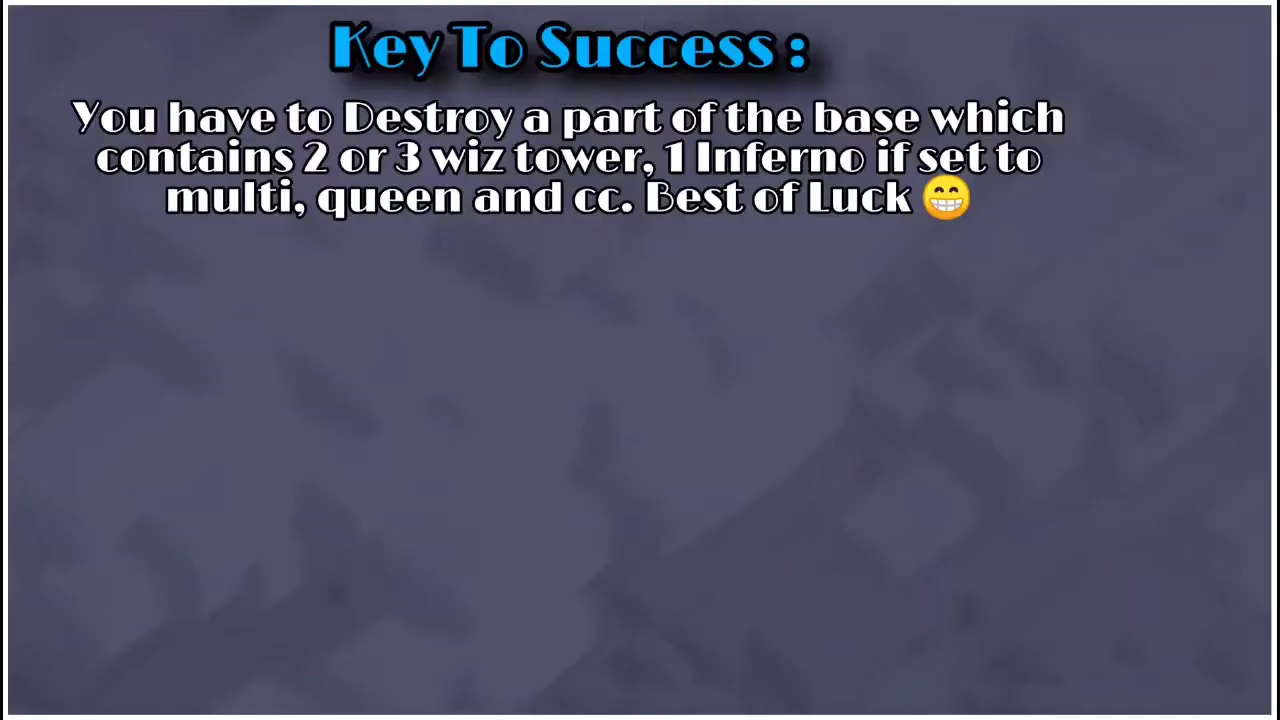 Key To Success :
You have to Destroy a part of the base which
contains 2 or 3 wiz tower, 1 Inferno if set to
multi, queen and cc. Best of Luck 😁